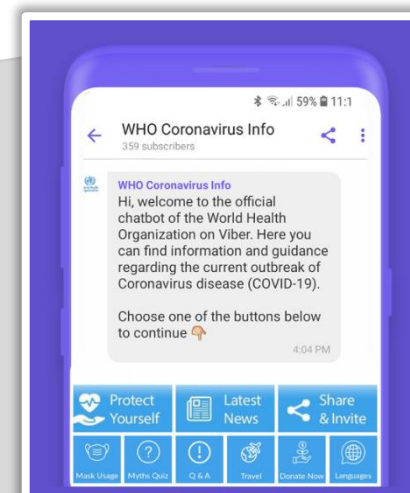 59% 11:1
WHO Coronavirus Info
359 subscribers
WHO Coronavirus Info
Hi, welcome to the official
chatbot of the World Health
Organization on Viber. Here you
can find information and guidance
regarding the current outbreak of
Coronavirus disease (COVID-19).
Choose one of the buttons below
to continue 👇🏼
4:04 PM
Protect
Yourself
Latest
News
Share
& Invite
Mask Usage
Myths Quiz
Q & A
Travel
Donate Now
Languages